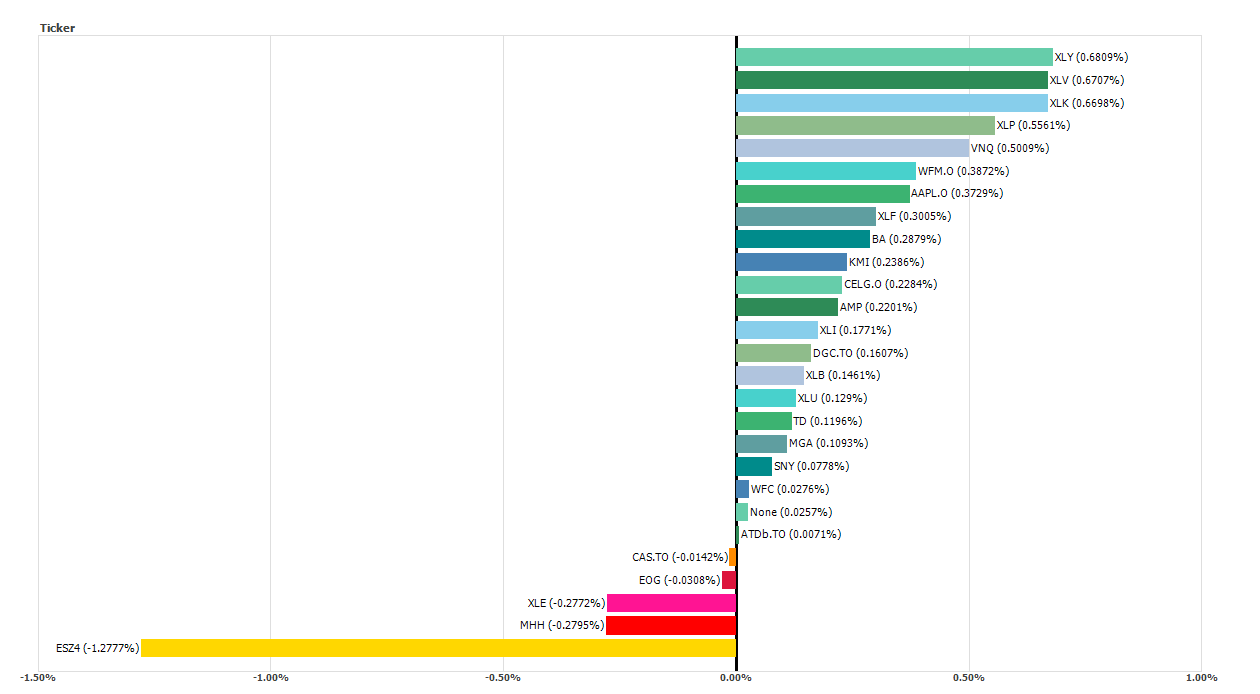 Ticker
XLY (0.6809%)
XLV (0.6707%)
XLK (0.6698%)
XLP (0.5561%)
VNQ (0.5009%)
WFM.O (0.3872%)
AAPL.O (0.3729%)
XLF (0.3005%)
BA (0.2879%)
KMI (0.2386%)
CELG.O (0.2284%)
AMP (0.2201%)
XLI (0.1771%)
DGC.TO (0.1607%)
XLB (0.1461%)
XLU (0.129%)
TD (0.1196%)
MGA (0.1093%)
SNY (0.0778%)
WFC (0.0276%)
None (0.0257%)
ATDb.TO (0.0071%)
CAS.TO (-0.0142%)
EOG (-0.0308%)
XLE (-0.2772%)
MHH (-0.2795%)
ESZ4 (-1.2777%)
-1.50% -1.00% -0.50% 0.00% 0.50% 1.00%